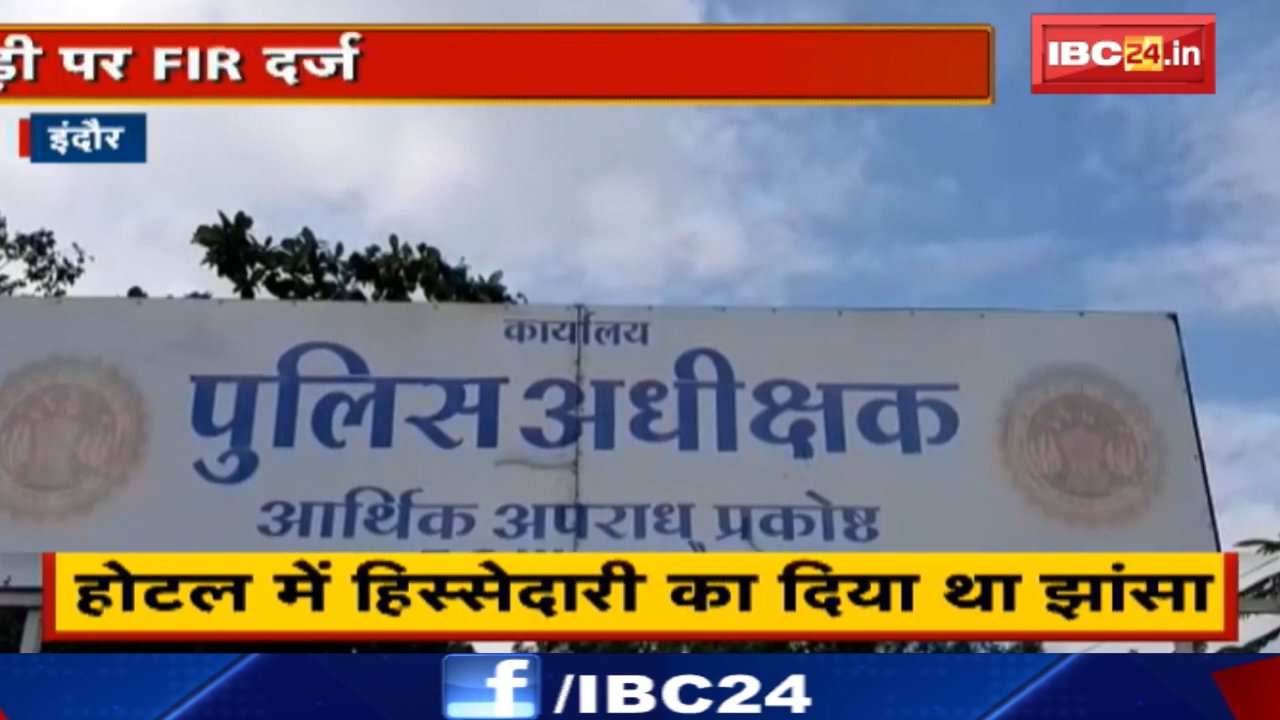 ड़ी पर FIR दर्ज
IBC24.in
इंदौर
कार्यालय
पुलिस अधीक्षक
आर्थिक अपराध प्रकोष्ठ
होटल में हिस्सेदारी का दिया था झांसा
f/IBC24